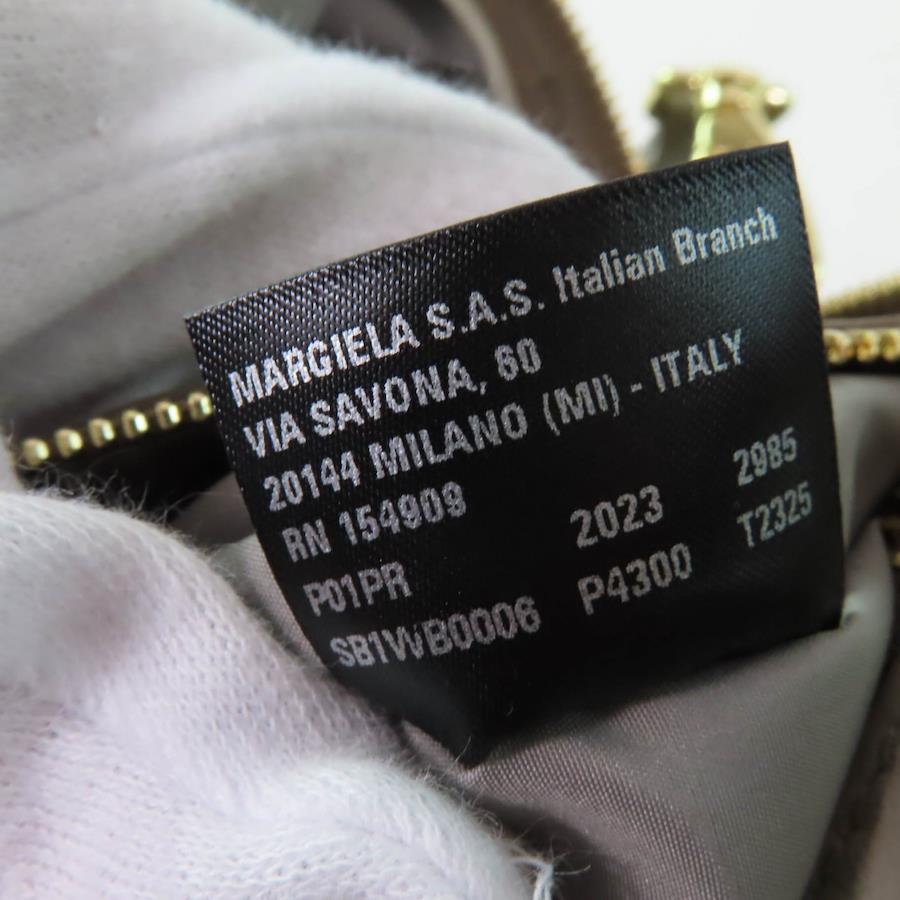 MARGIELA S.A.S. Italian Branch
VIA SAVONA, 60
20144 MILANO (MI) - ITALY
RN 154909
P01PR 2023 2985
SB1WB0006 P4300 T2325